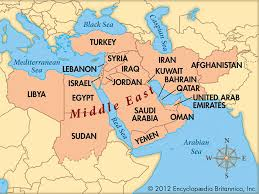 Black Sea
Caspian Sea
TURKEY
Mediterranean
Sea
SYRIA
LEBANON
IRAQ
IRAN
AFGHANISTAN
ISRAEL
JORDAN
KUWAIT
BAHRAIN
QATAR
LIBYA
EGYPT
Middle East
UNITED ARAB
EMIRATES
SAUDI
ARABIA
OMAN
Red Sea
SUDAN
YEMEN
Arabian
Sea
© 2012 Encyclopædia Britannica, Inc.